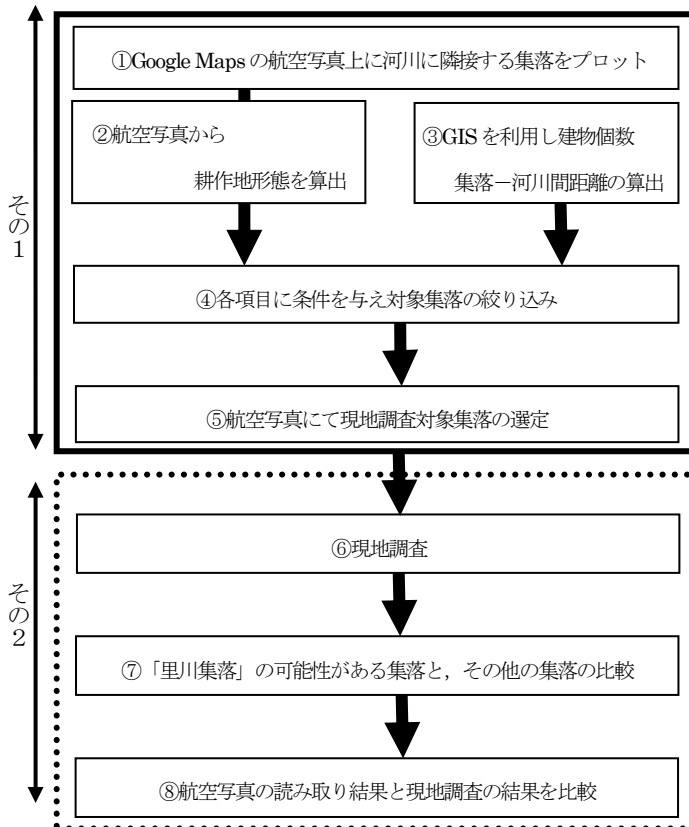 その1
①Google Maps の航空写真上に河川に隣接する集落をプロット
②航空写真から
耕作地形態を算出
③GIS を利用し建物個数
集落－河川間距離の算出
④各項目に条件を与え対象集落の絞り込み
⑤航空写真にて現地調査対象集落の選定
その2
⑥現地調査
⑦「里川集落」の可能性がある集落と，その他の集落の比較
⑧航空写真の読み取り結果と現地調査の結果を比較